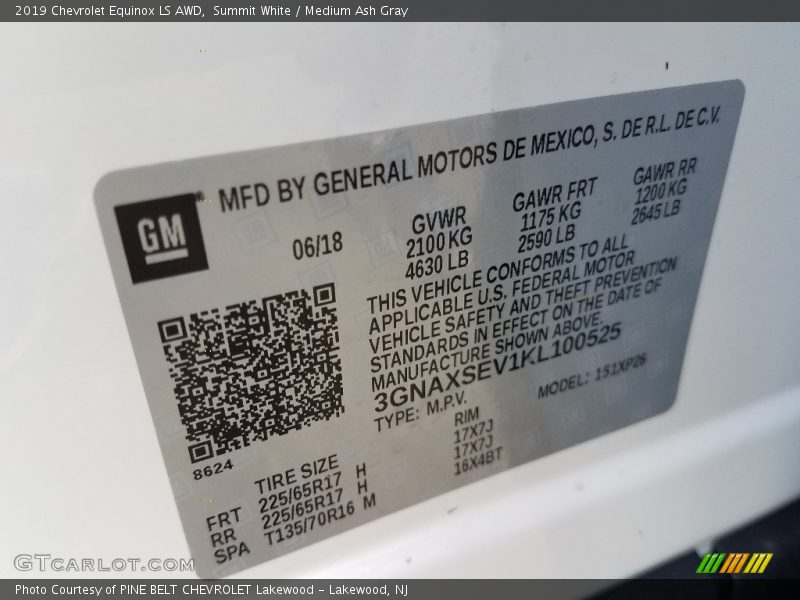 2019 Chevrolet Equinox LS AWD, Summit White / Medium Ash Gray
MFD BY GENERAL MOTORS DE MEXICO, S. DE R.L. DE C.V.
GM
06/18
GVWR
2100 KG
4630 LB
GAWR FRT
1175 KG
2590 LB
GAWR RR
1200 KG
2645 LB
THIS VEHICLE CONFORMS TO ALL
APPLICABLE U.S. FEDERAL MOTOR
VEHICLE SAFETY AND THEFT PREVENTION
STANDARDS IN EFFECT ON THE DATE OF
MANUFACTURE SHOWN ABOVE.
3GNAXSEV1KL100525
TYPE: M.P.V.
MODEL: 151XP26
8624
TIRE SIZE RIM
FRT 225/65R17 H 17X7J
RR 225/65R17 H 17X7J
SPA T135/70R16 M 16X4BT
GTcarlot.com
Photo Courtesy of PINE BELT CHEVROLET Lakewood - Lakewood, NJ